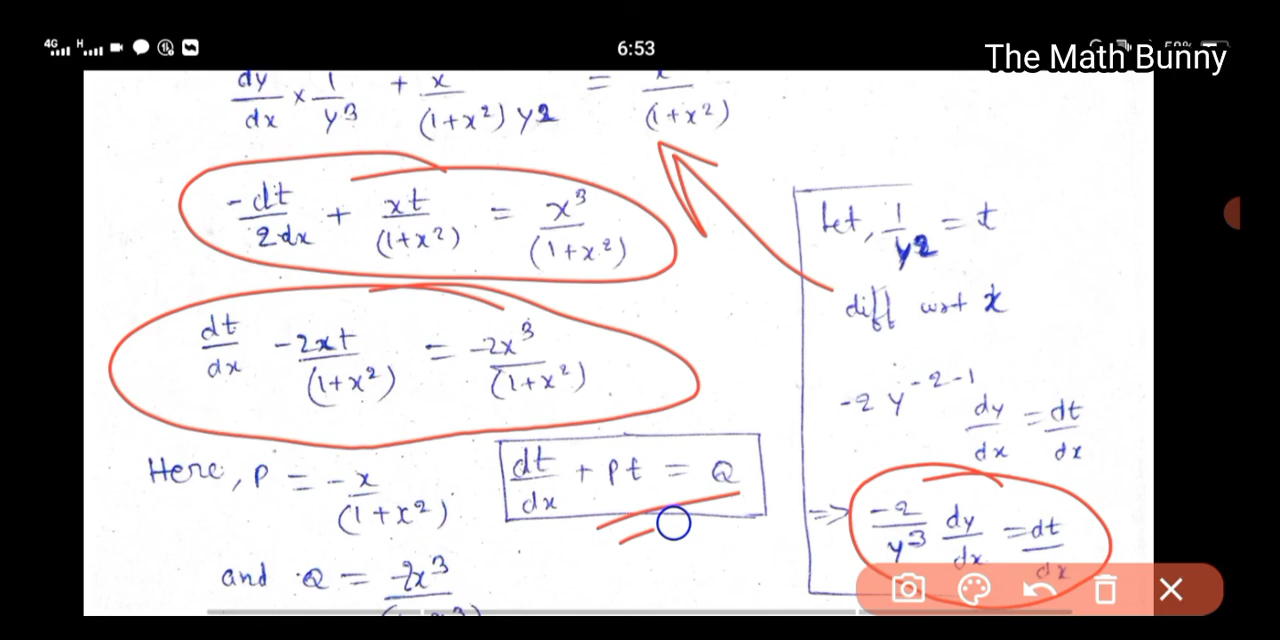 4G H 6:53
The Math Bunny
dy/dx × 1/y3 + x/(1+x²) y2 = /(1+x²)
-dt/2dx + xt/(1+x²) = x³/(1+x²)
Let, 1/y2 = t
diff wrt x
dt/dx -2xt/(1+x²) = -2x³/(1+x²)
-2 y^-2-1 dy/dx = dt/dx
Here, P = -x/(1+x²)
dt/dx + Pt = Q
=> -2/y3 dy/dx = dt/dx
and Q = -2x³/